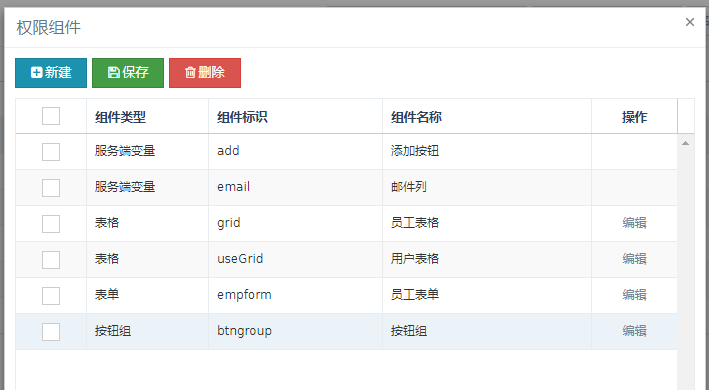 权限组件
新建 保存 删除
组件类型 组件标识 组件名称 操作
服务端变量 add 添加按钮
服务端变量 email 邮件列
表格 grid 员工表格 编辑
表格 useGrid 用户表格 编辑
表单 empform 员工表单 编辑
按钮组 btngroup 按钮组 编辑